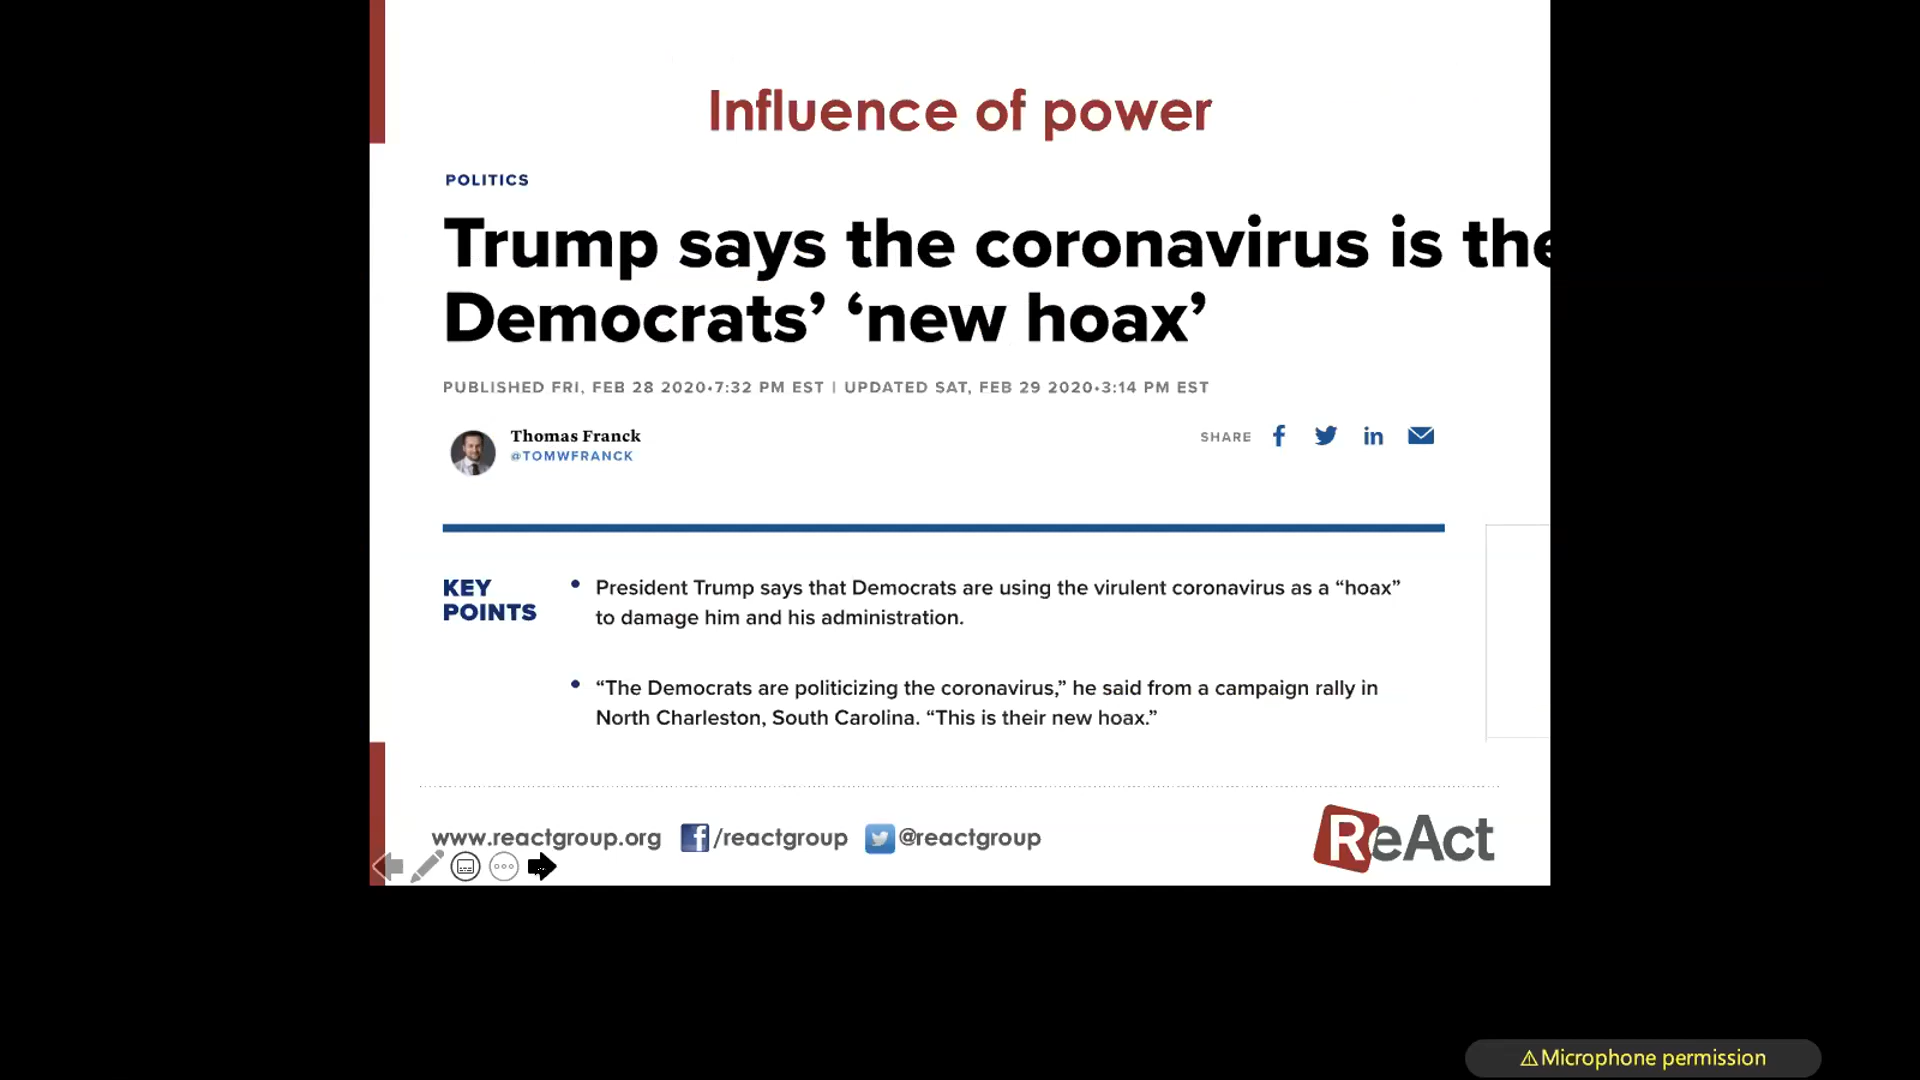 Influence of power
POLITICS
Trump says the coronavirus is the
Democrats’ ‘new hoax’
PUBLISHED FRI, FEB 28 2020•7:32 PM EST | UPDATED SAT, FEB 29 2020•3:14 PM EST
Thomas Franck
@TOMWFRANCK
SHARE
KEY
POINTS
• President Trump says that Democrats are using the virulent coronavirus as a “hoax”
to damage him and his administration.
• “The Democrats are politicizing the coronavirus,” he said from a campaign rally in
North Charleston, South Carolina. “This is their new hoax.”
www.reactgroup.org /reactgroup @reactgroup
ReAct
⚠Microphone permission